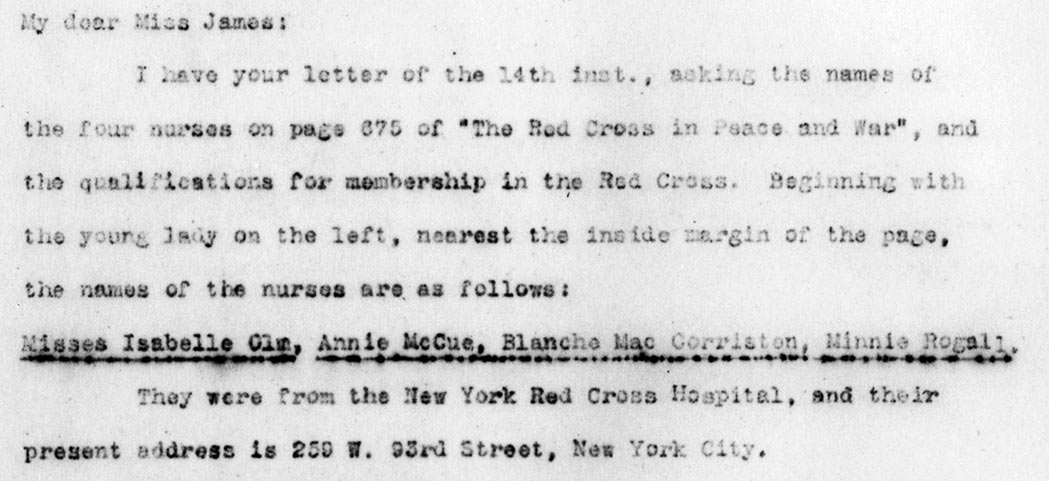 My dear Miss James:
I have your letter of the 14th inst., asking the names of
the four nurses on page 675 of "The Red Cross in Peace and War", and
the qualifications for membership in the Red Cross. Beginning with
the young lady on the left, nearest the inside margin of the page,
the names of the nurses are as follows:
Misses Isabelle Olm, Annie McCue, Blanche Mac Corriston, Minnie Rogall.
They were from the New York Red Cross Hospital, and their
present address is 259 W. 93rd Street, New York City.